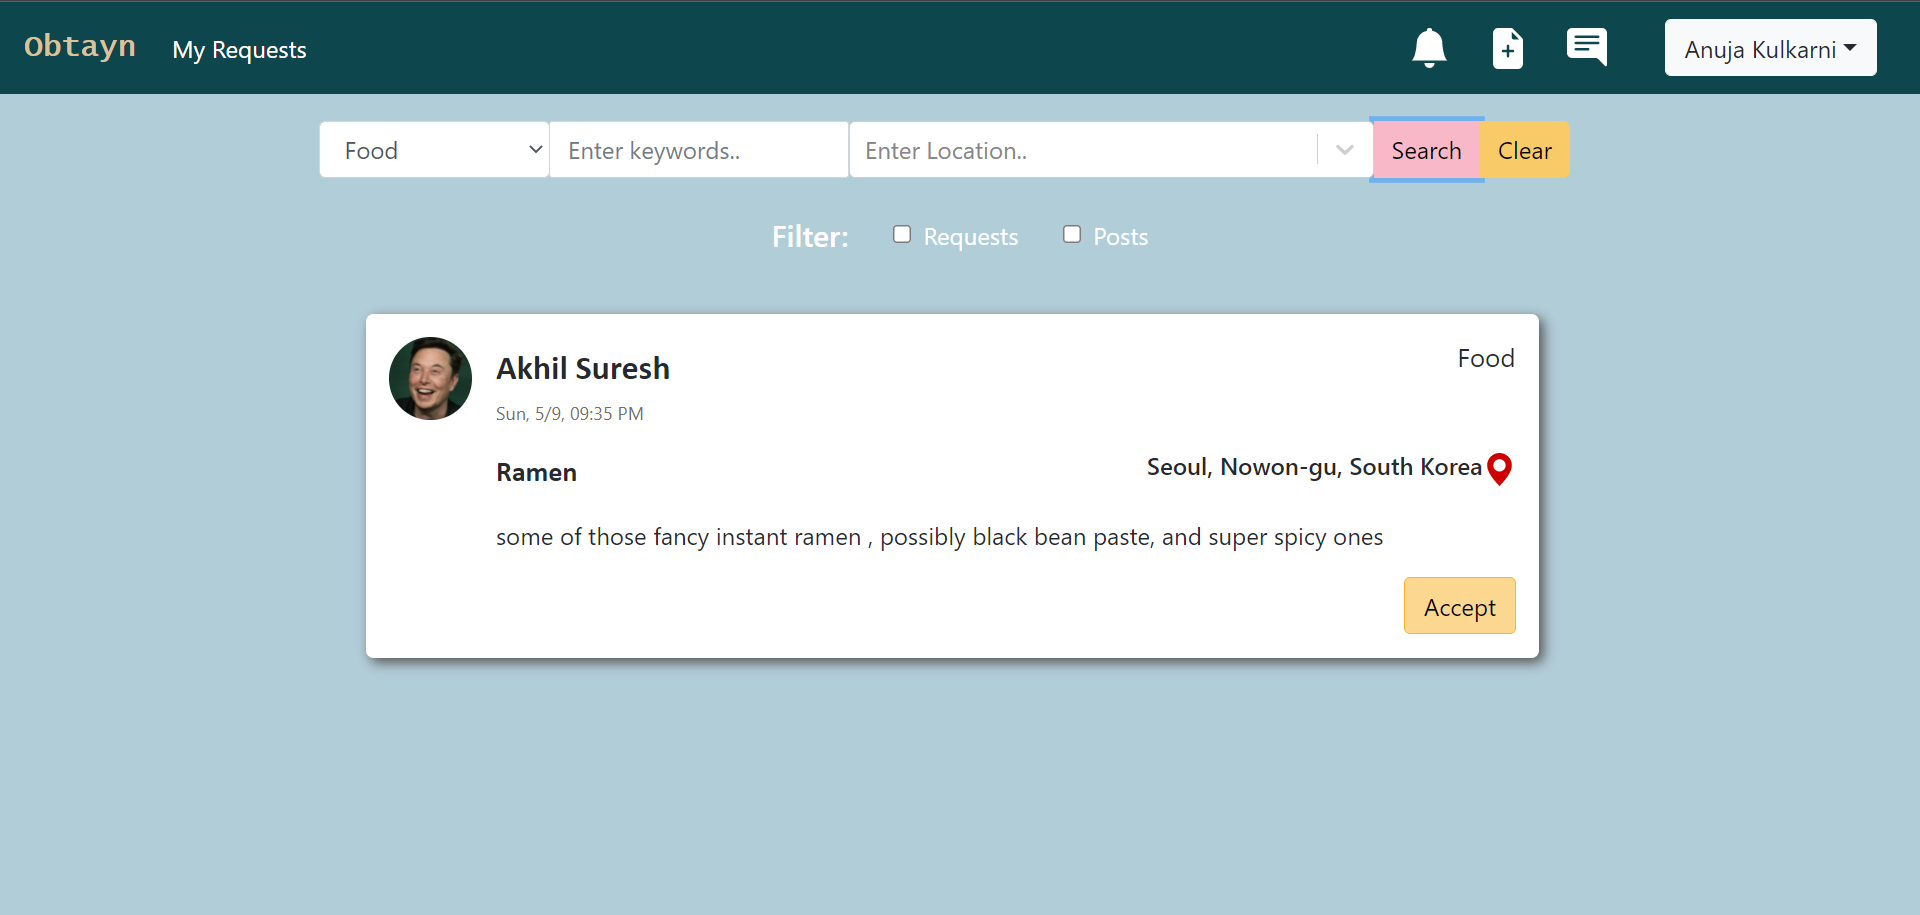 Obtayn My Requests Anuja Kulkarni
Food Enter keywords.. Enter Location.. Search Clear
Filter: Requests Posts
Akhil Suresh Food
Sun, 5/9, 09:35 PM
Ramen Seoul, Nowon-gu, South Korea
some of those fancy instant ramen , possibly black bean paste, and super spicy ones
Accept